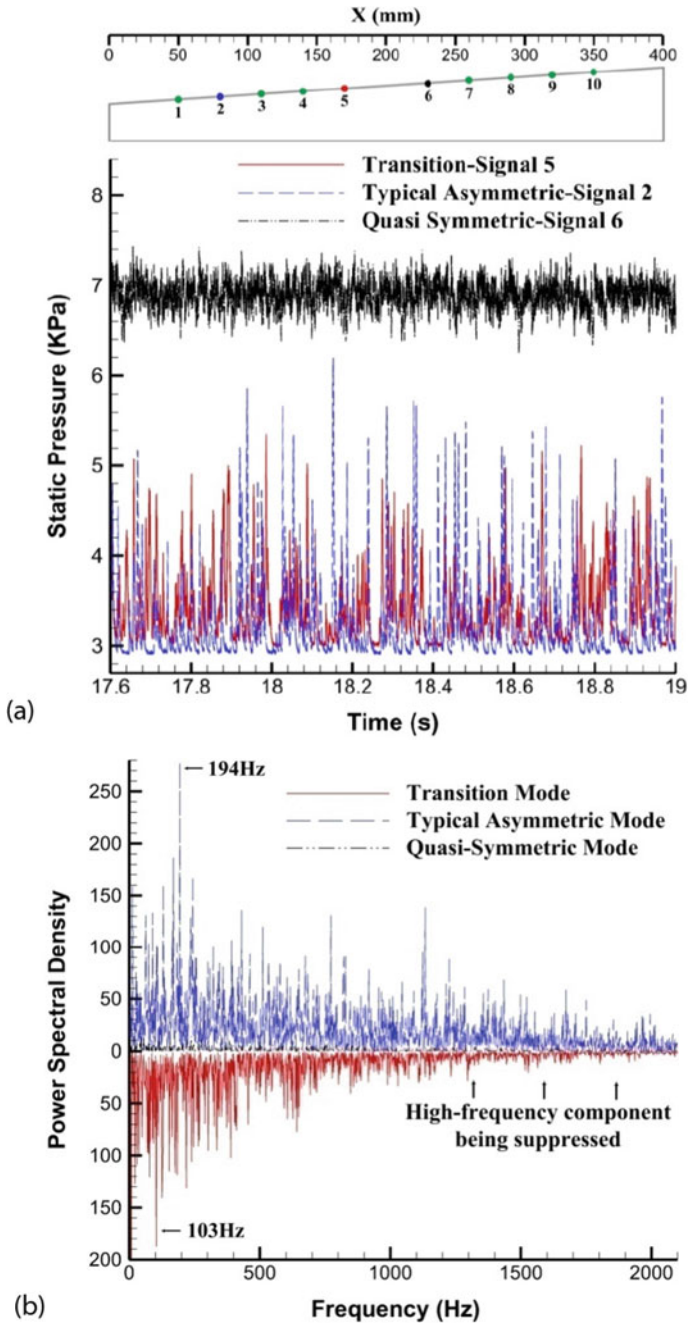 X (mm)
0 50 100 150 200 250 300 350 400
1 2 3 4 5 6 7 8 9 10
Transition-Signal 5
Typical Asymmetric-Signal 2
Quasi Symmetric-Signal 6
8
7
6
5
4
3
Static Pressure (KPa)
17.6 17.8 18 18.2 18.4 18.6 18.8 19
Time (s)
(a)
194Hz
Transition Mode
Typical Asymmetric Mode
Quasi-Symmetric Mode
250
200
150
100
50
0
50
100
150
200
Power Spectral Density
High-frequency component
being suppressed
103Hz
0 500 1000 1500 2000
Frequency (Hz)
(b)